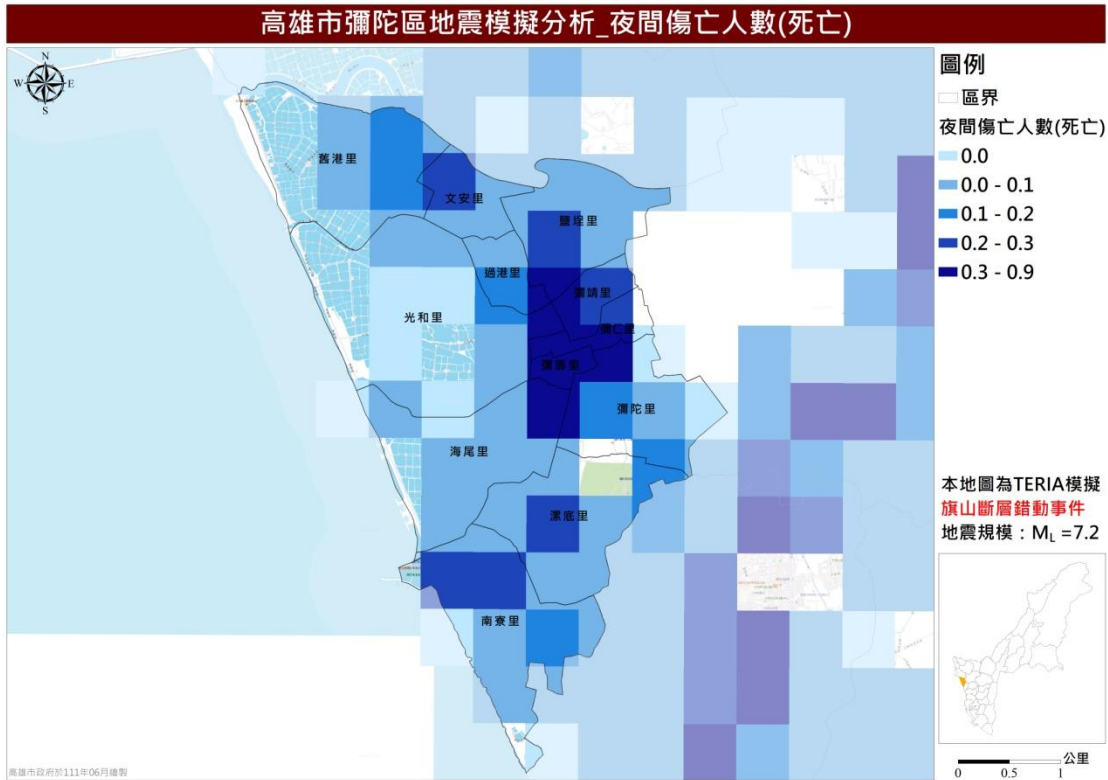 高雄市彌陀區地震模擬分析_夜間傷亡人數(死亡)
N
W
E
S
圖例
區界
夜間傷亡人數(死亡)
0.0
0.0 - 0.1
0.1 - 0.2
0.2 - 0.3
0.3 - 0.9
舊港里
文安里
鹽埕里
過港里
彌靖里
光和里
彌仁里
彌壽里
彌陀里
海尾里
漯底里
南寮里
本地圖為TERIA模擬
旗山斷層錯動事件
地震規模：ML =7.2
公里
0 0.5 1
高雄市政府於111年06月繪製